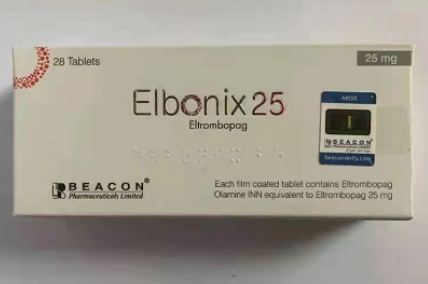 28 Tablets
25 mg
Elbonix 25
Eltrombopag
BEACON
beaconverify.com
BEACON®
Pharmaceuticals Limited
Each film coated tablet contains Eltrombopag
Olamine INN equivalent to Eltrombopag 25 mg